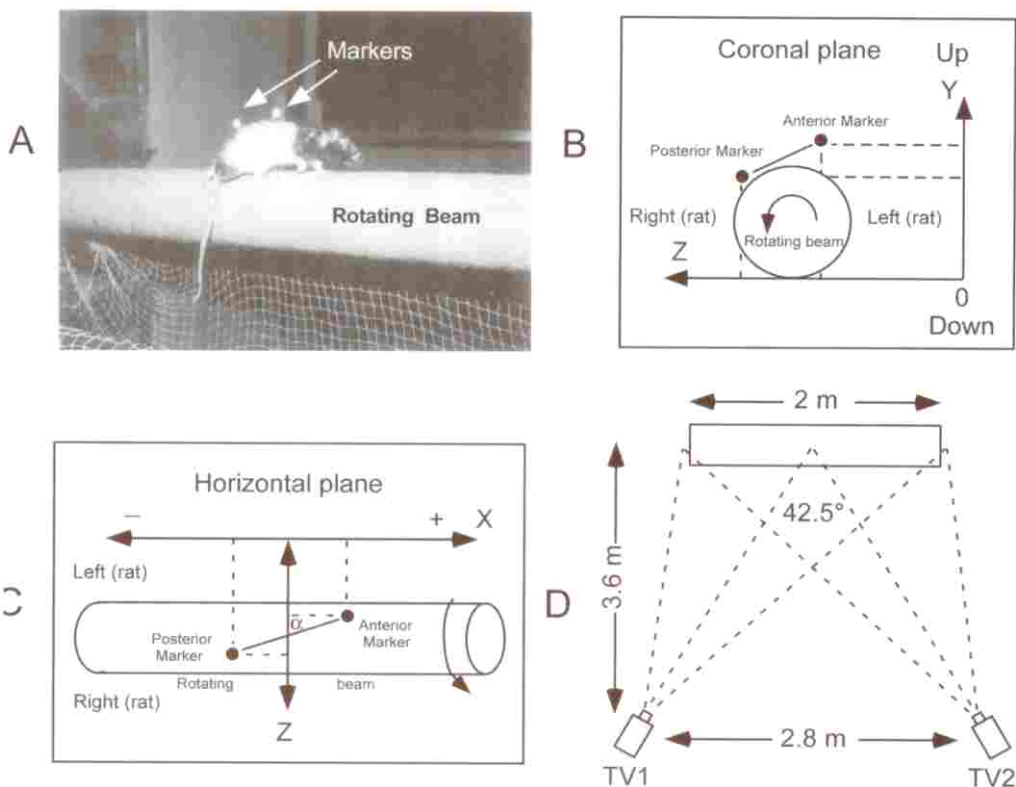 A
Markers
Rotating Beam
B
Coronal plane
Up
Y
Anterior Marker
Posterior Marker
Right (rat)
Left (rat)
Rotating beam
Z
0
Down
C
Horizontal plane
− + X
Left (rat)
α
Posterior
Marker
Anterior
Marker
Rotating beam
Right (rat)
Z
D
2 m
42.5°
3.6 m
2.8 m
TV1
TV2